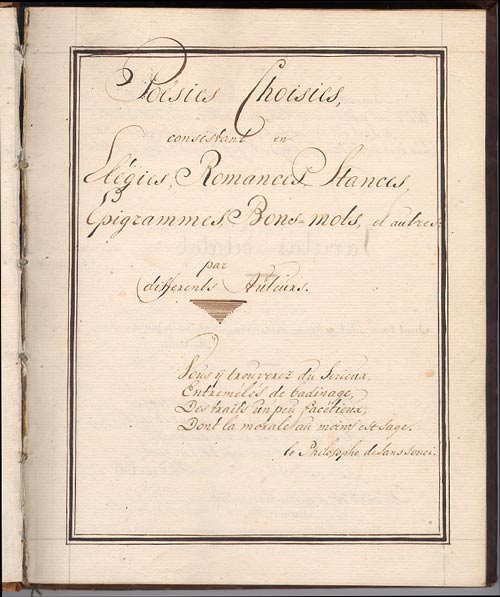 Poësies Choisies,
consistant en
Elégies, Romances, Stances,
Epigrammes, Bons-mots, et autres
par
differents Auteurs.
Vous y trouverez du Serieux,
Entremêlés de badinage,
Des traits un peu facétieux,
Dont la morale au moins est sage.
le Philosophe de sans souci.